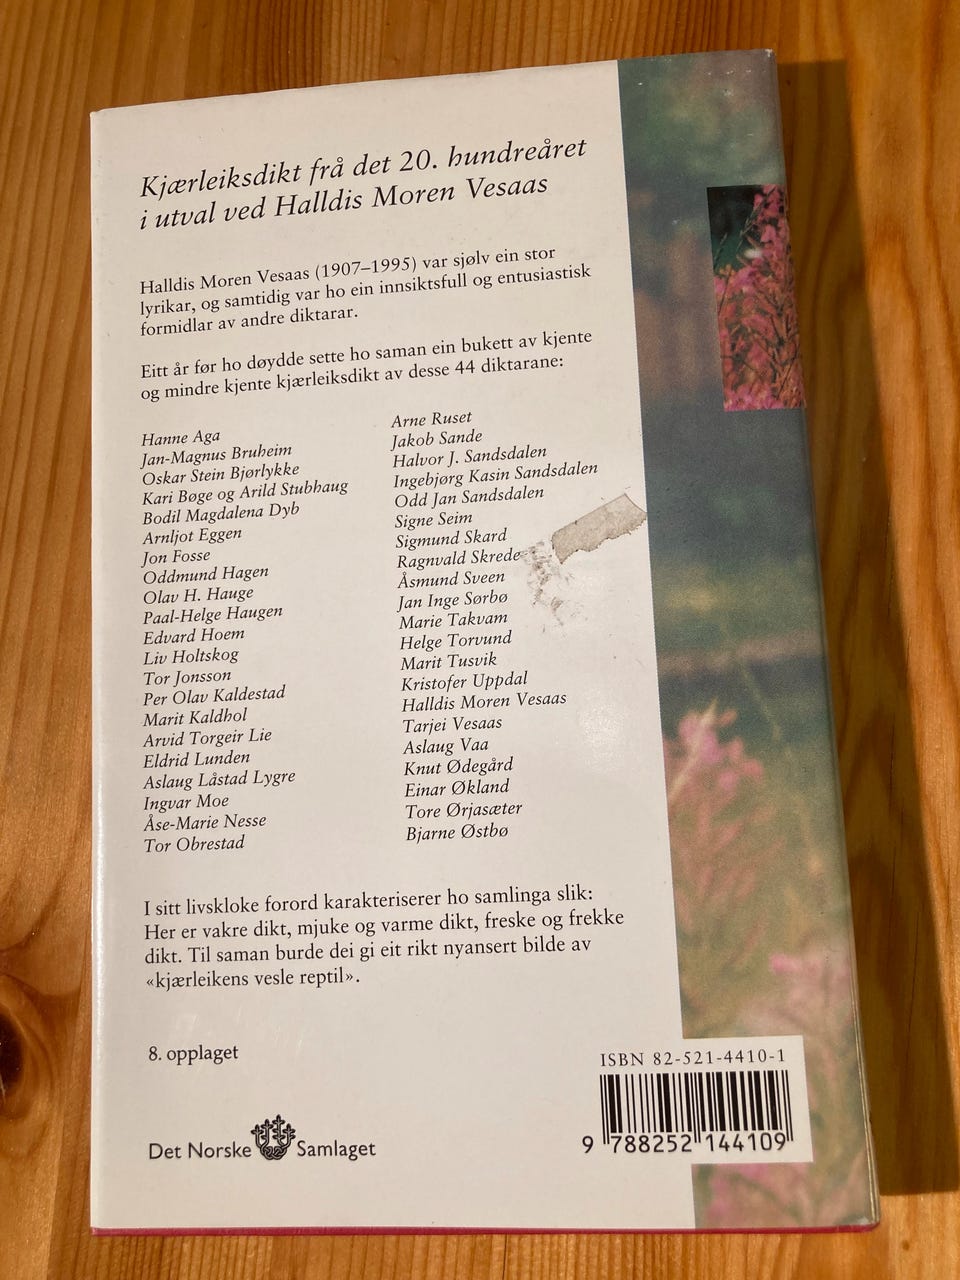 Kjærleiksdikt frå det 20. hundreåret
i utval ved Halldis Moren Vesaas
Halldis Moren Vesaas (1907–1995) var sjølv ein stor
lyrikar, og samtidig var ho ein innsiktsfull og entusiastisk
formidlar av andre diktarar.
Eitt år før ho døydde sette ho saman ein bukett av kjente
og mindre kjente kjærleiksdikt av desse 44 diktarane:
Hanne Aga
Jan-Magnus Bruheim
Oskar Stein Bjørlykke
Kari Bøge og Arild Stubhaug
Bodil Magdalena Dyb
Arnljot Eggen
Jon Fosse
Oddmund Hagen
Olav H. Hauge
Paal-Helge Haugen
Edvard Hoem
Liv Holtskog
Tor Jonsson
Per Olav Kaldestad
Marit Kaldhol
Arvid Torgeir Lie
Eldrid Lunden
Aslaug Låstad Lygre
Ingvar Moe
Åse-Marie Nesse
Tor Obrestad
Arne Ruset
Jakob Sande
Halvor J. Sandsdalen
Ingebjørg Kasin Sandsdalen
Odd Jan Sandsdalen
Signe Seim
Sigmund Skard
Ragnvald Skrede
Åsmund Sveen
Jan Inge Sørbø
Marie Takvam
Helge Torvund
Marit Tusvik
Kristofer Uppdal
Halldis Moren Vesaas
Tarjei Vesaas
Aslaug Vaa
Knut Ødegård
Einar Økland
Tore Ørjasæter
Bjarne Østbø
I sitt livskloke forord karakteriserer ho samlinga slik:
Her er vakre dikt, mjuke og varme dikt, freske og frekke
dikt. Til saman burde dei gi eit rikt nyansert bilde av
«kjærleikens vesle reptil».
8. opplaget
Det Norske Samlaget
ISBN 82-521-4410-1
9 788252 144109